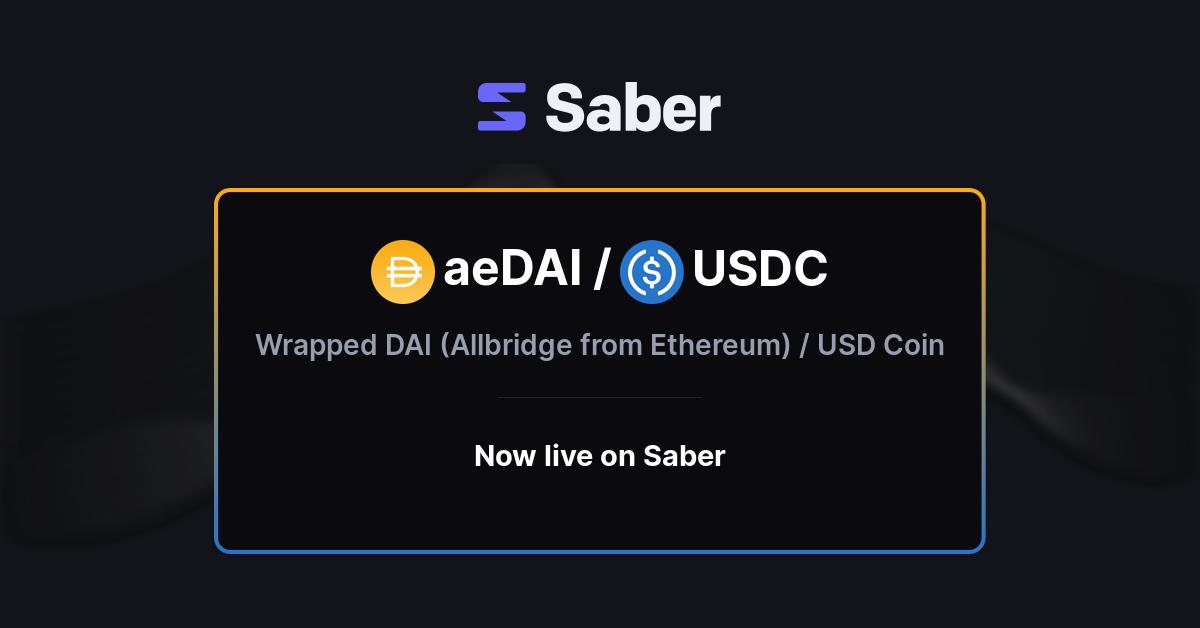 Saber
aeDAI / USDC
Wrapped DAI (Allbridge from Ethereum) / USD Coin
Now live on Saber